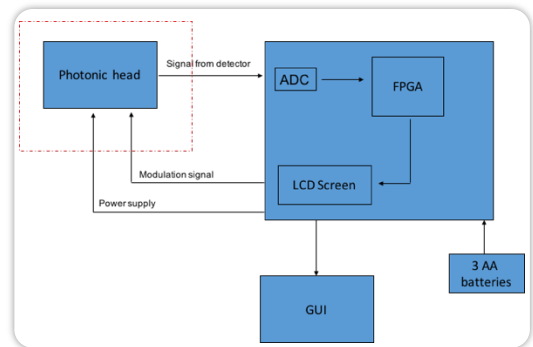 Photonic head
Signal from detector
ADC
FPGA
Modulation signal
LCD Screen
Power supply
3 AA
batteries
GUI